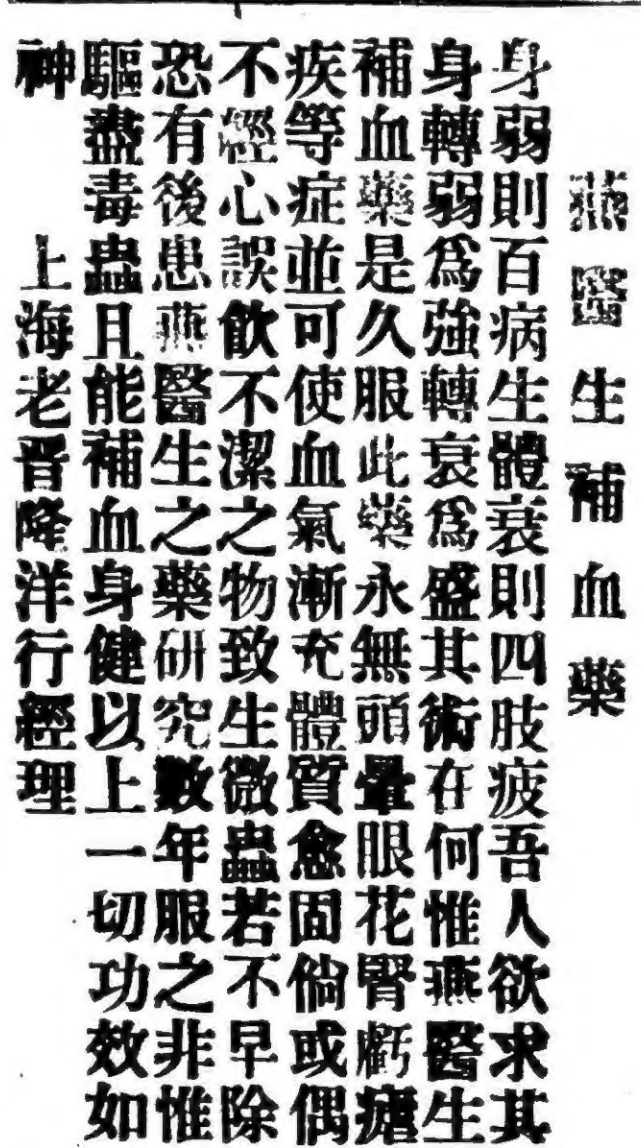 燕醫生補血藥
身弱則百病生體衰則四肢疲吾人欲求其
身轉弱爲強轉衰爲盛其術在何惟燕醫生
補血藥是久服此藥永無頭暈眼花腎虧瘧
疾等症並可使血氣漸充體質愈固倘或偶
不經心誤飲不潔之物致生微蟲若不早除
恐有後患燕醫生之藥研究數年服之非惟
驅盡毒蟲且能補血身健以上一切功效如
神　　上海老晋隆洋行經理